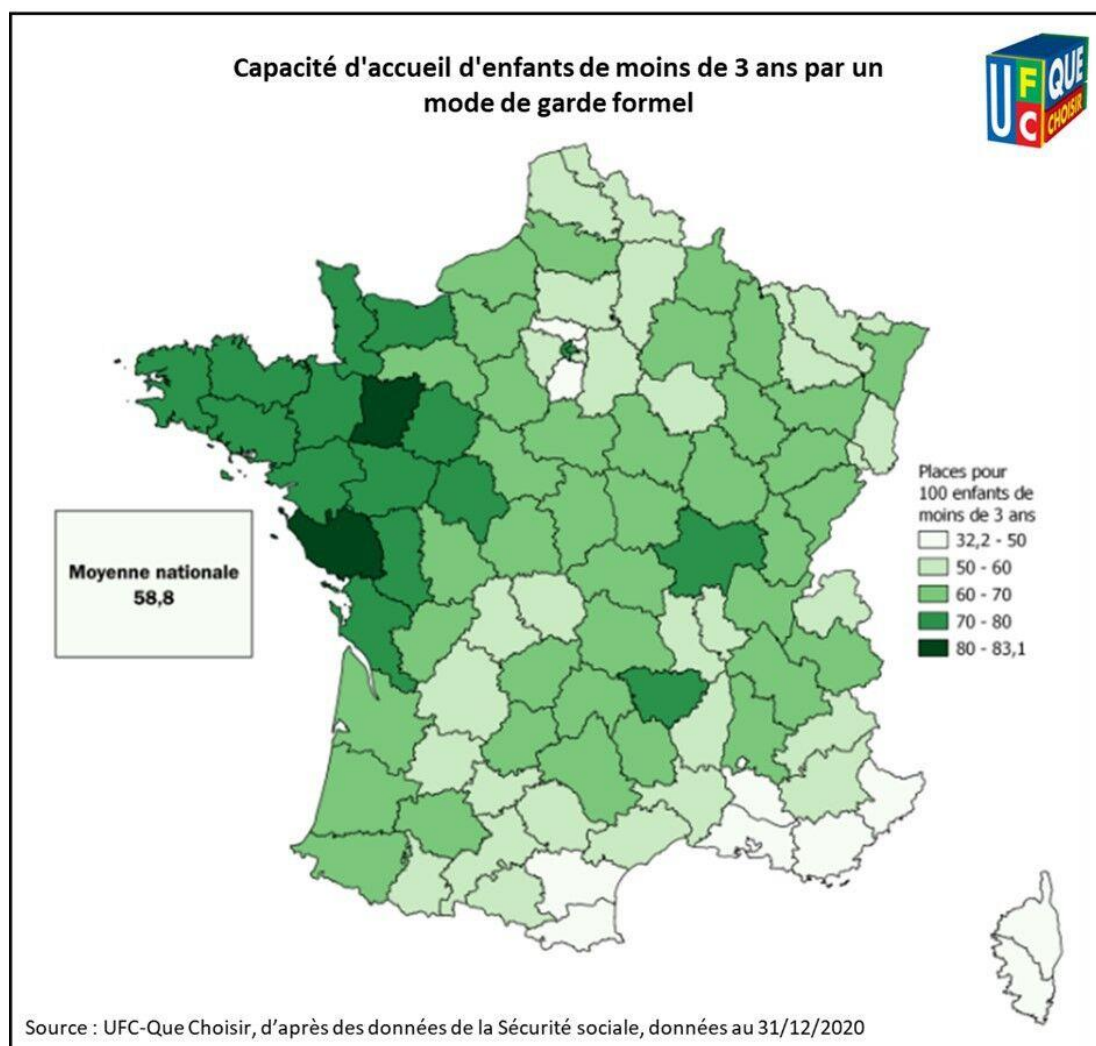 Capacité d'accueil d'enfants de moins de 3 ans par un
mode de garde formel
UFC
QUE
CHOISIR
Moyenne nationale
58,8
Places pour
100 enfants de
moins de 3 ans
32,2 - 50
50 - 60
60 - 70
70 - 80
80 - 83,1
Source : UFC-Que Choisir, d'après des données de la Sécurité sociale, données au 31/12/2020